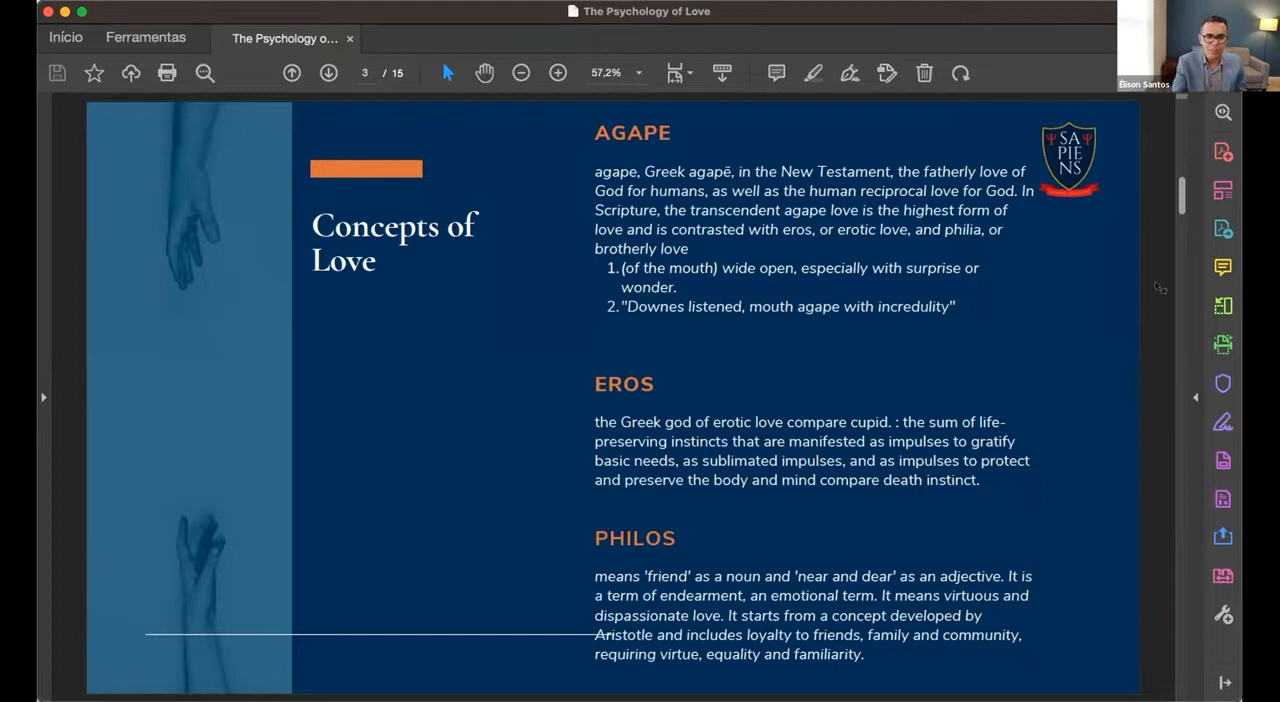 The Psychology of Love
Início
Ferramentas
The Psychology o... ×
3 / 15
57,2%
Élison Santos
AGAPE
SA
PIE
NS
agape, Greek agapē, in the New Testament, the fatherly love of
God for humans, as well as the human reciprocal love for God. In
Scripture, the transcendent agape love is the highest form of
love and is contrasted with eros, or erotic love, and philia, or
brotherly love
1. (of the mouth) wide open, especially with surprise or
wonder.
2. "Downes listened, mouth agape with incredulity"
Concepts of
Love
EROS
the Greek god of erotic love compare cupid. : the sum of life-
preserving instincts that are manifested as impulses to gratify
basic needs, as sublimated impulses, and as impulses to protect
and preserve the body and mind compare death instinct.
PHILOS
means 'friend' as a noun and 'near and dear' as an adjective. It is
a term of endearment, an emotional term. It means virtuous and
dispassionate love. It starts from a concept developed by
Aristotle and includes loyalty to friends, family and community,
requiring virtue, equality and familiarity.